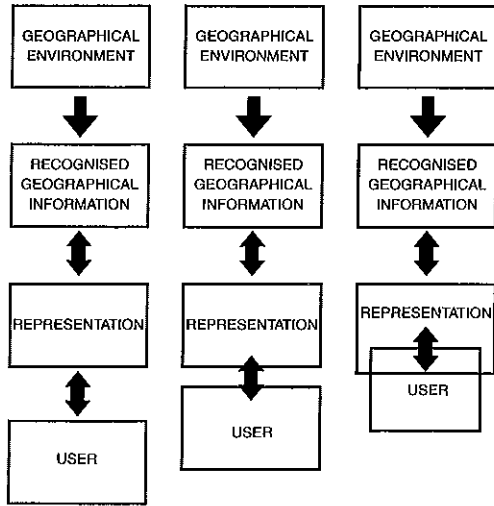 GEOGRAPHICAL
ENVIRONMENT
GEOGRAPHICAL
ENVIRONMENT
GEOGRAPHICAL
ENVIRONMENT
RECOGNISED
GEOGRAPHICAL
INFORMATION
RECOGNISED
GEOGRAPHICAL
INFORMATION
RECOGNISED
GEOGRAPHICAL
INFORMATION
REPRESENTATION
REPRESENTATION
REPRESENTATION
USER
USER
USER